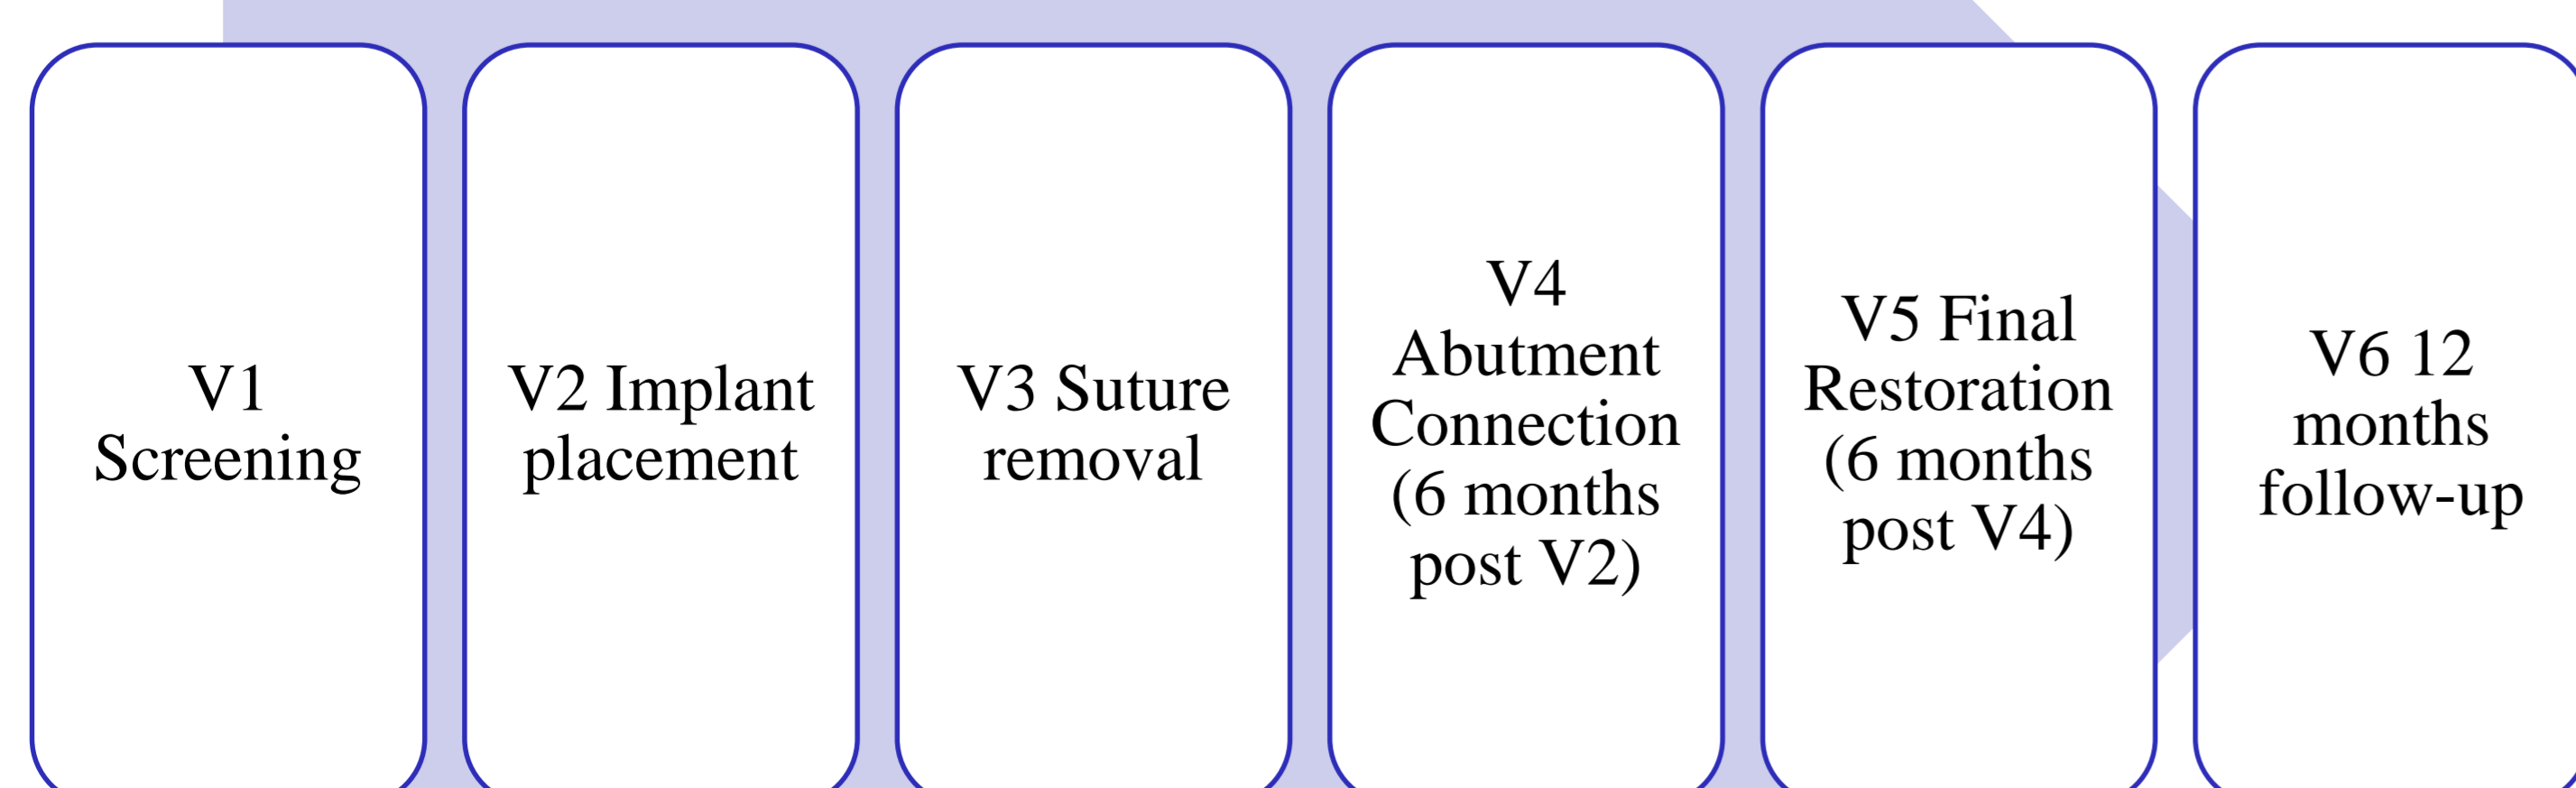 V1
Screening
V2 Implant
placement
V3 Suture
removal
V4
Abutment
Connection
(6 months
post V2)
V5 Final
Restoration
(6 months
post V4)
V6 12
months
follow-up